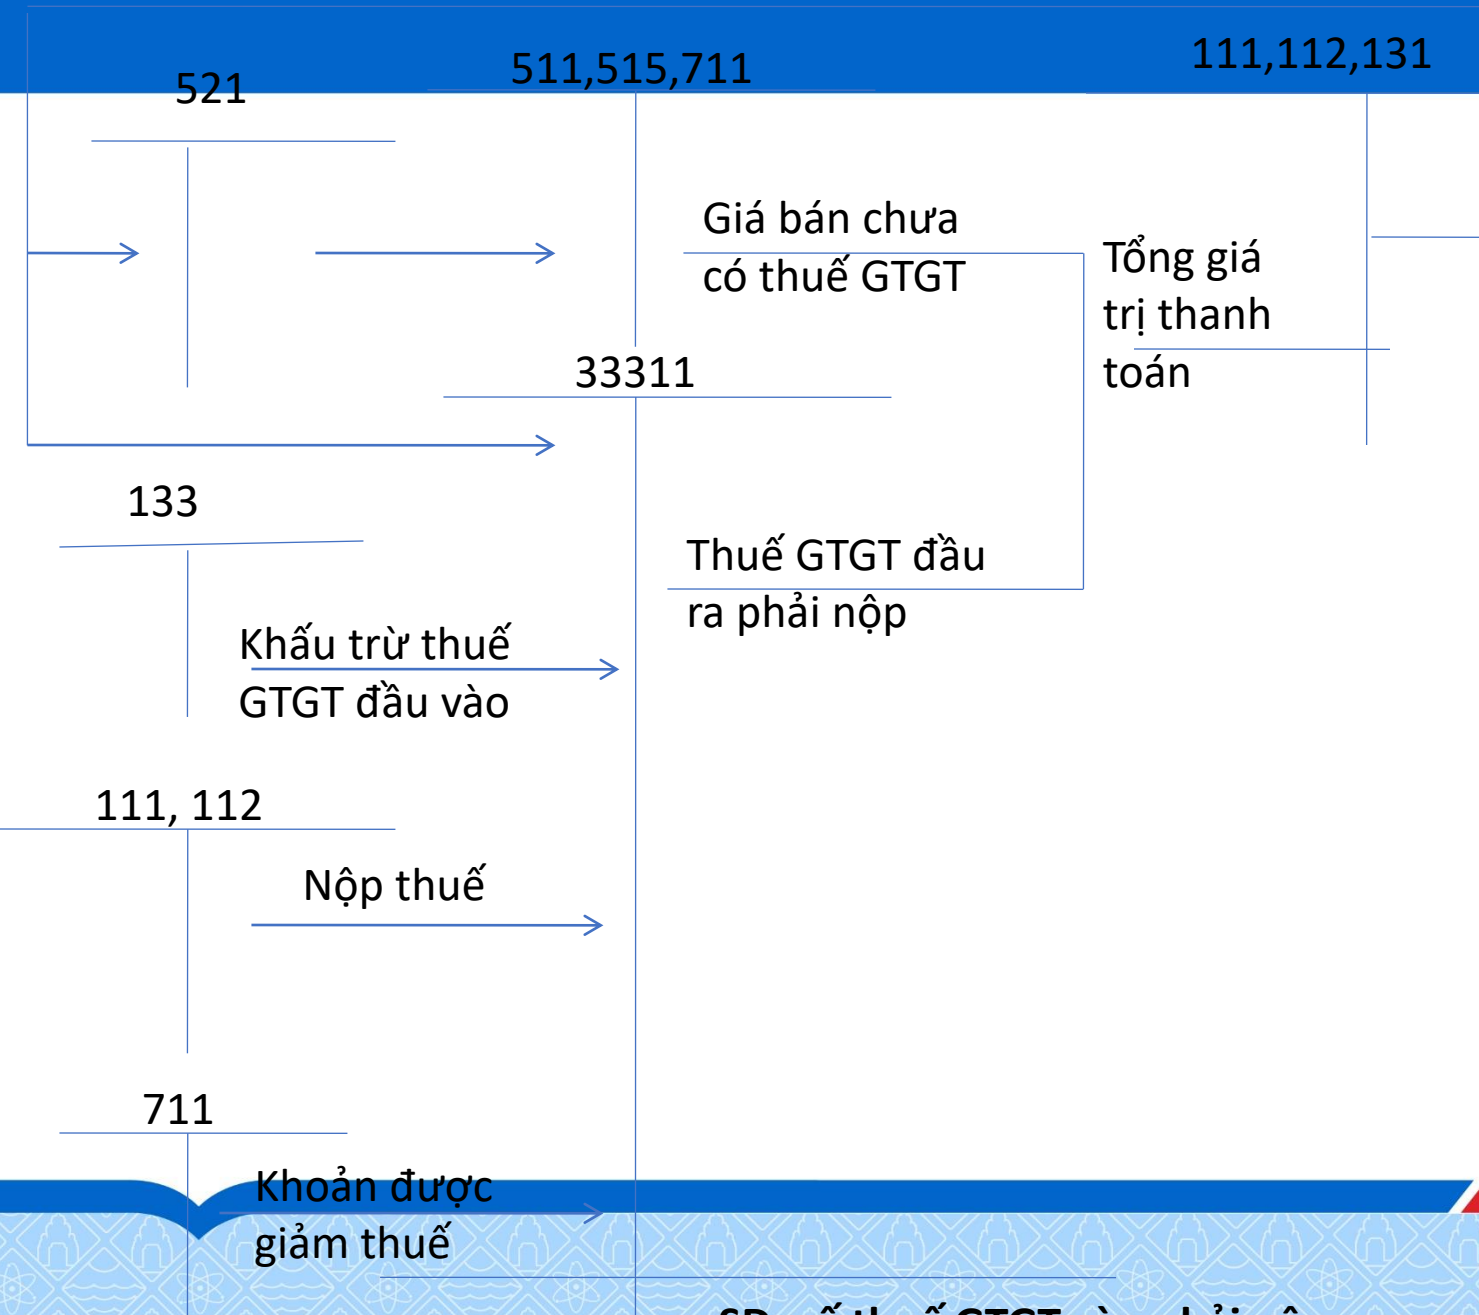 521
511,515,711
111,112,131
Giá bán chưa
có thuế GTGT
Tổng giá
trị thanh
toán
33311
133
Thuế GTGT đầu
ra phải nộp
Khấu trừ thuế
GTGT đầu vào
111, 112
Nộp thuế
711
Khoản được
giảm thuế
thuế GTGT